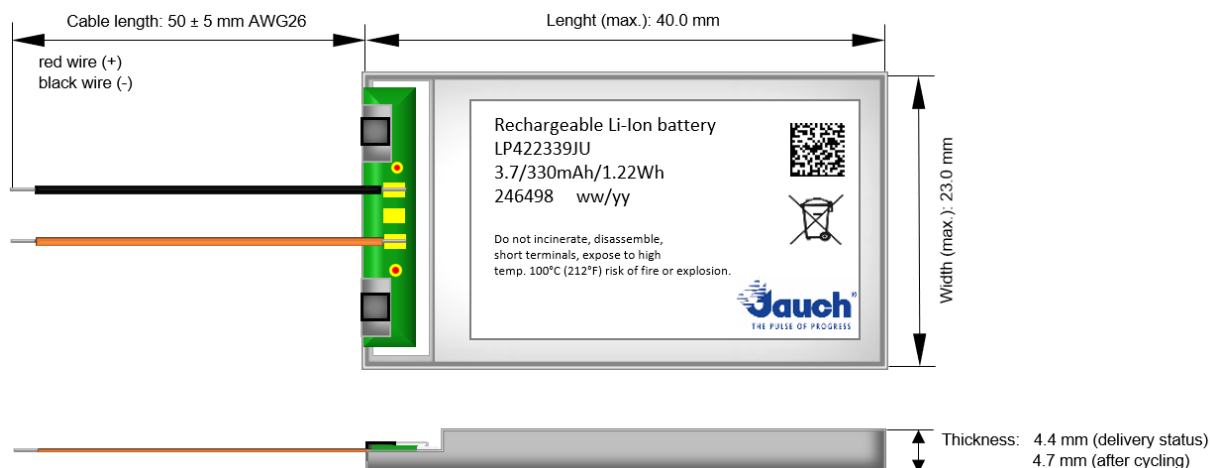 Cable length: 50 ± 5 mm AWG26
Lenght (max.): 40.0 mm
red wire (+)
black wire (-)
Rechargeable Li-Ion battery
LP422339JU
3.7/330mAh/1.22Wh
246498 ww/yy
Do not incinerate, disassemble,
short terminals, expose to high
temp. 100°C (212°F) risk of fire or explosion.
Jauch®
THE PULSE OF PROGRESS
Width (max.): 23.0 mm
Thickness: 4.4 mm (delivery status)
4.7 mm (after cycling)